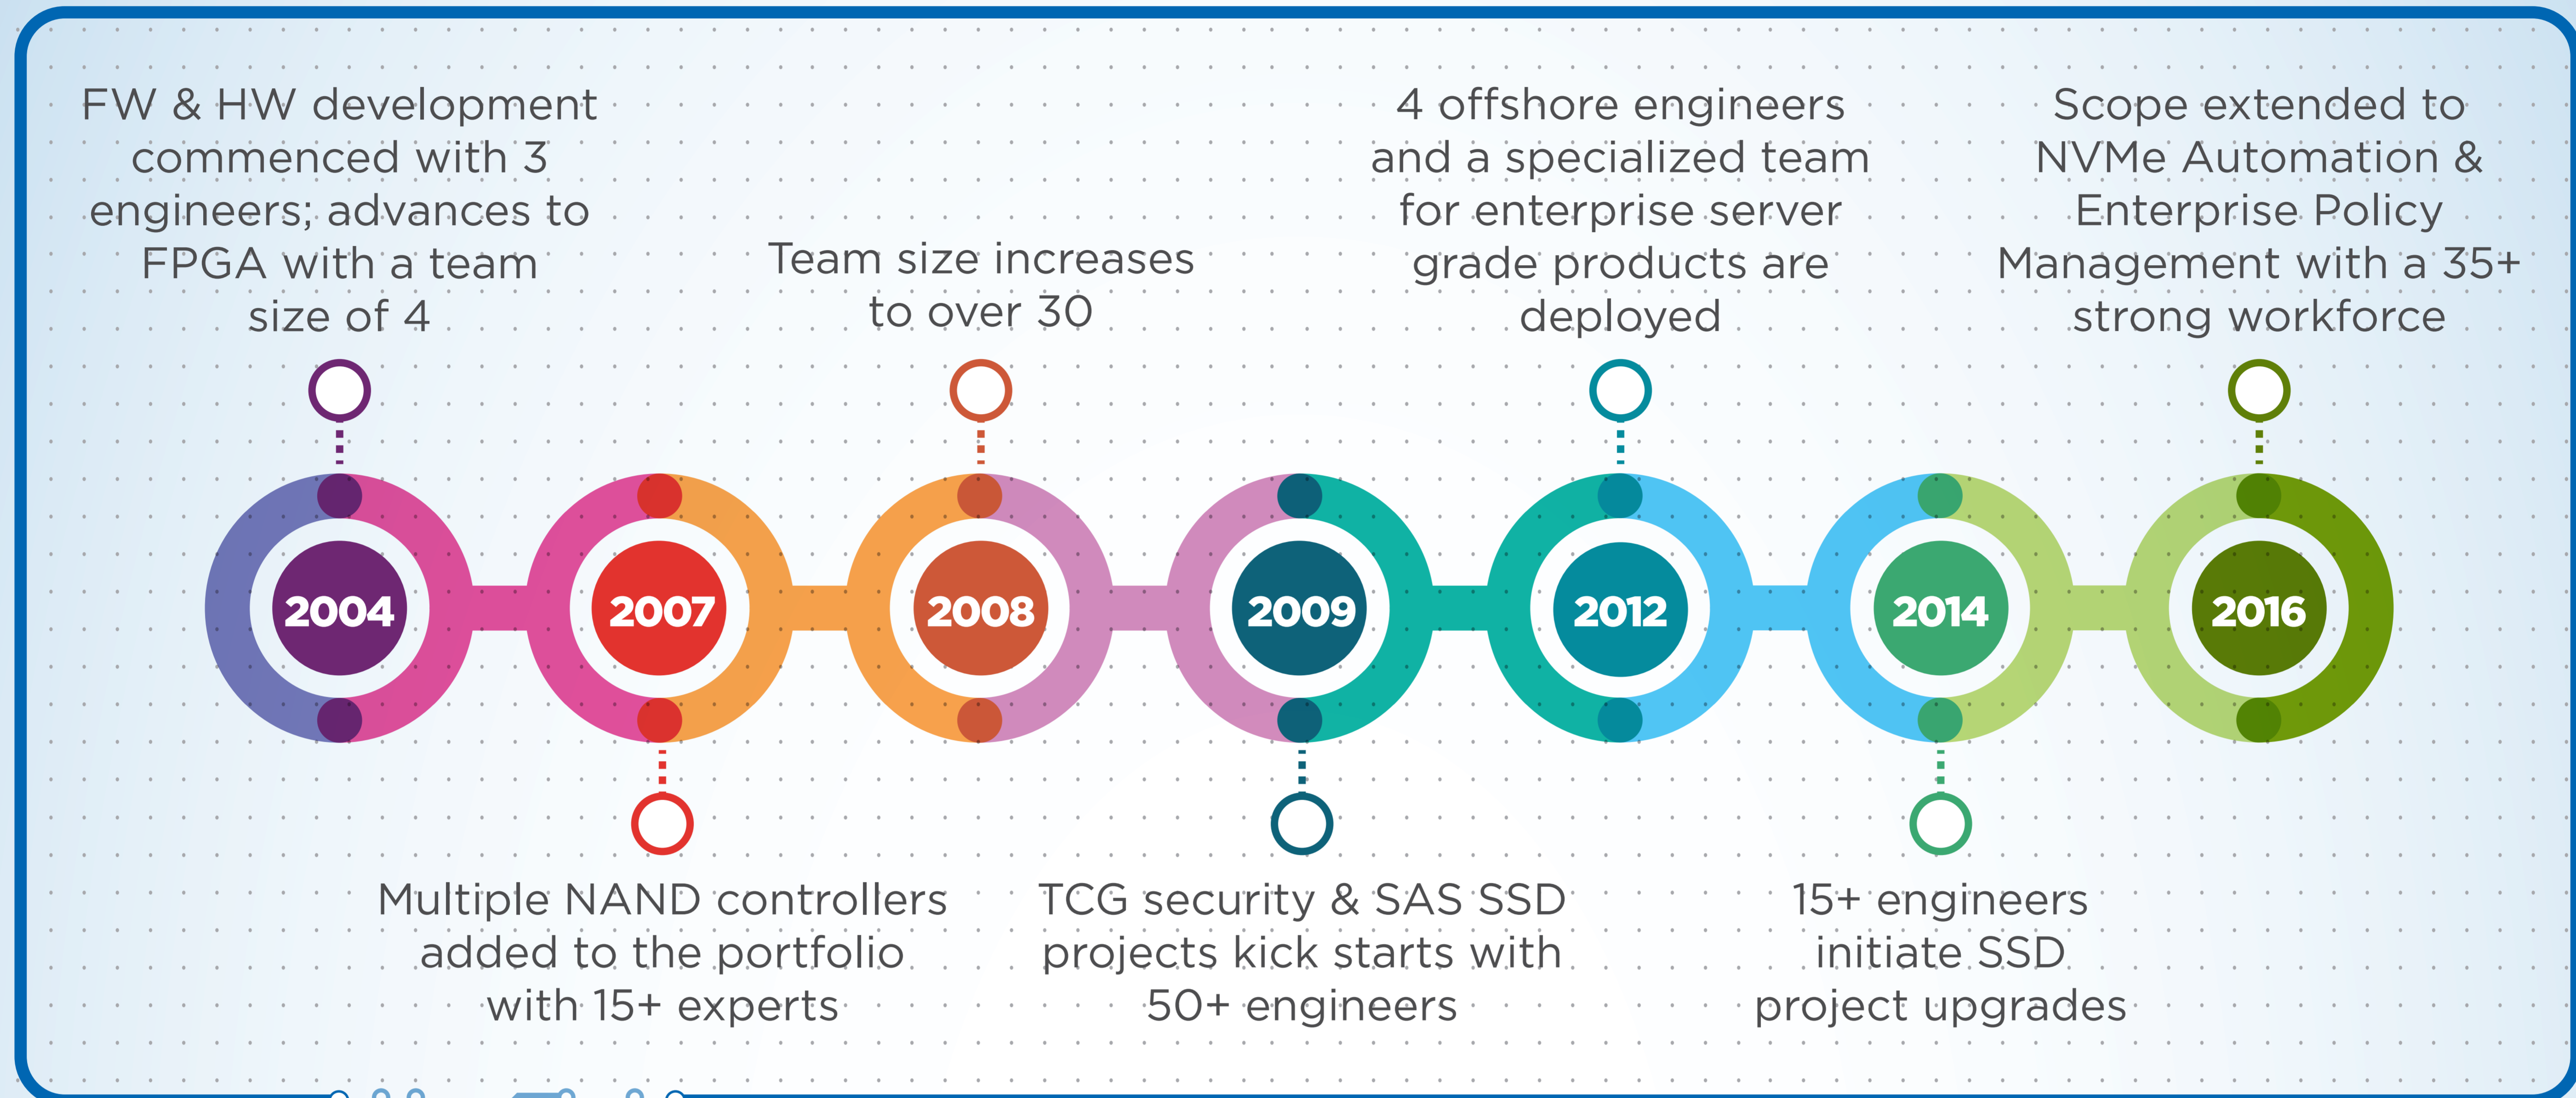 FW & HW development
commenced with 3
engineers; advances to
FPGA with a team
size of 4
Team size increases
to over 30
4 offshore engineers
and a specialized team
for enterprise server
grade products are
deployed
Scope extended to
NVMe Automation &
Enterprise Policy
Management with a 35+
strong workforce
2004
2007
2008
2009
2012
2014
2016
Multiple NAND controllers
added to the portfolio
with 15+ experts
TCG security & SAS SSD
projects kick starts with
50+ engineers
15+ engineers
initiate SSD
project upgrades